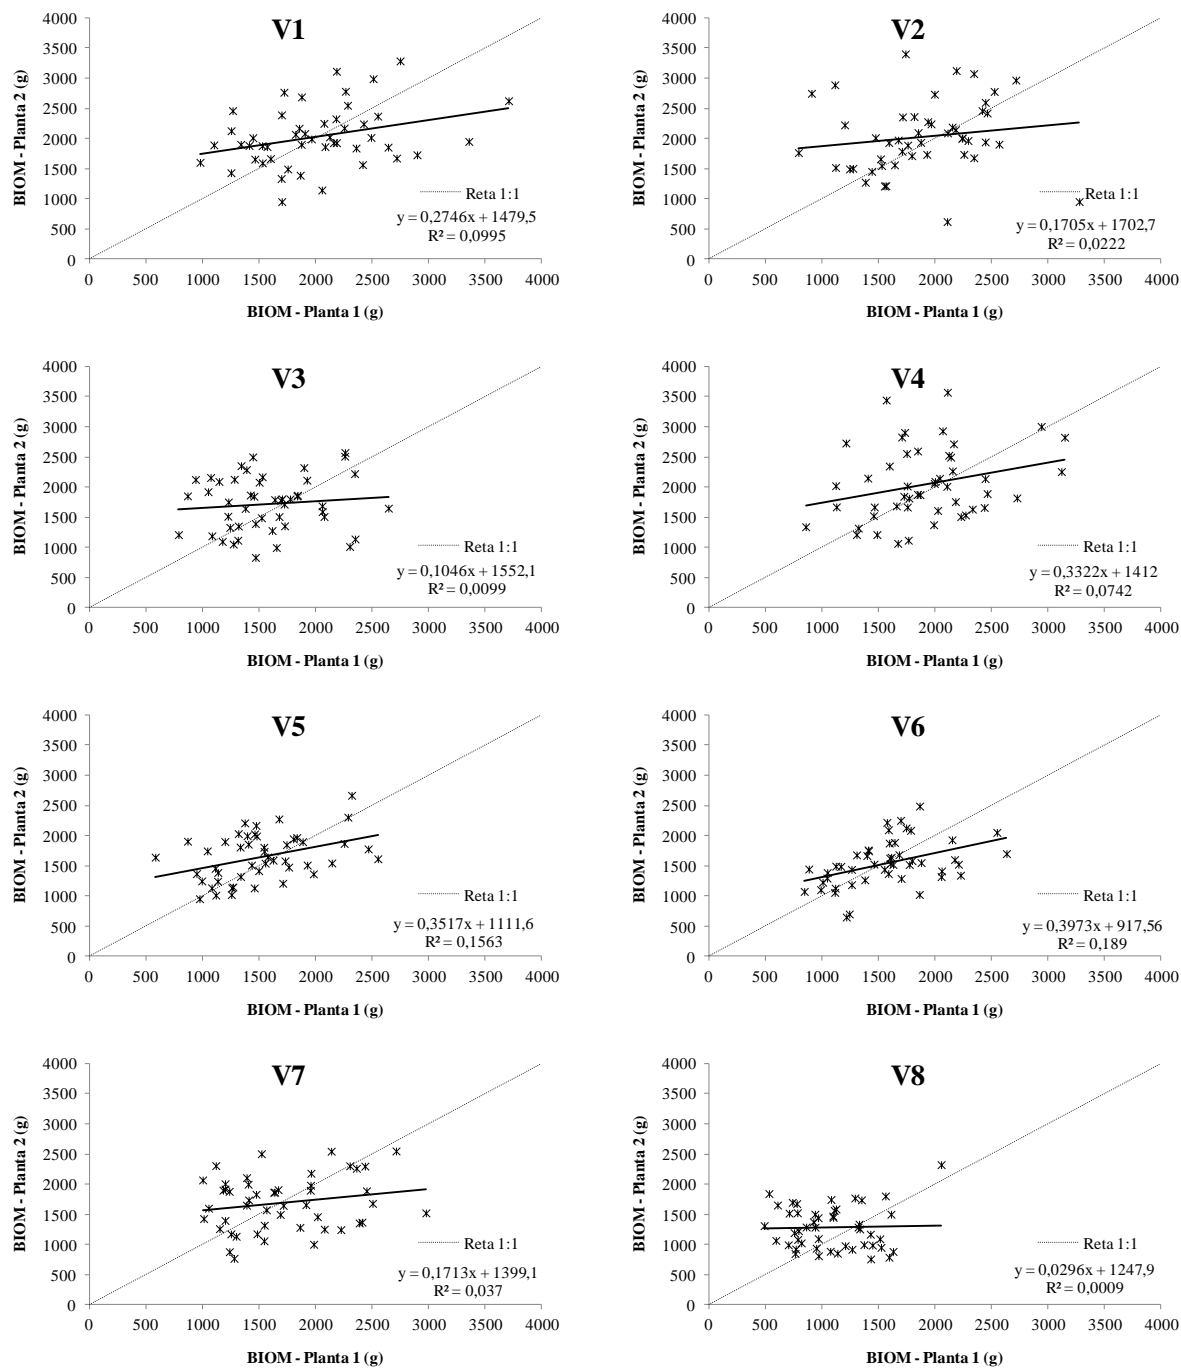 V1
BIOM - Planta 2 (g)
4000
3500
3000
2500
2000
1500
1000
500
0
Reta 1:1
y = 0,2746x + 1479,5
R² = 0,0995
0 500 1000 1500 2000 2500 3000 3500 4000
BIOM - Planta 1 (g)
V2
BIOM - Planta 2 (g)
4000
3500
3000
2500
2000
1500
1000
500
0
Reta 1:1
y = 0,1705x + 1702,7
R² = 0,0222
0 500 1000 1500 2000 2500 3000 3500 4000
BIOM - Planta 1 (g)
V3
BIOM - Planta 2 (g)
4000
3500
3000
2500
2000
1500
1000
500
0
Reta 1:1
y = 0,1046x + 1552,1
R² = 0,0099
0 500 1000 1500 2000 2500 3000 3500 4000
BIOM - Planta 1 (g)
V4
BIOM - Planta 2 (g)
4000
3500
3000
2500
2000
1500
1000
500
0
Reta 1:1
y = 0,3322x + 1412
R² = 0,0742
0 500 1000 1500 2000 2500 3000 3500 4000
BIOM - Planta 1 (g)
V5
BIOM - Planta 2 (g)
4000
3500
3000
2500
2000
1500
1000
500
0
Reta 1:1
y = 0,3517x + 1111,6
R² = 0,1563
0 500 1000 1500 2000 2500 3000 3500 4000
BIOM - Planta 1 (g)
V6
BIOM - Planta 2 (g)
4000
3500
3000
2500
2000
1500
1000
500
0
Reta 1:1
y = 0,3973x + 917,56
R² = 0,189
0 500 1000 1500 2000 2500 3000 3500 4000
BIOM - Planta 1 (g)
V7
BIOM - Planta 2 (g)
4000
3500
3000
2500
2000
1500
1000
500
0
Reta 1:1
y = 0,1713x + 1399,1
R² = 0,037
0 500 1000 1500 2000 2500 3000 3500 4000
BIOM - Planta 1 (g)
V8
BIOM - Planta 2 (g)
4000
3500
3000
2500
2000
1500
1000
500
0
Reta 1:1
y = 0,0296x + 1247,9
R² = 0,0009
0 500 1000 1500 2000 2500 3000 3500 4000
BIOM - Planta 1 (g)